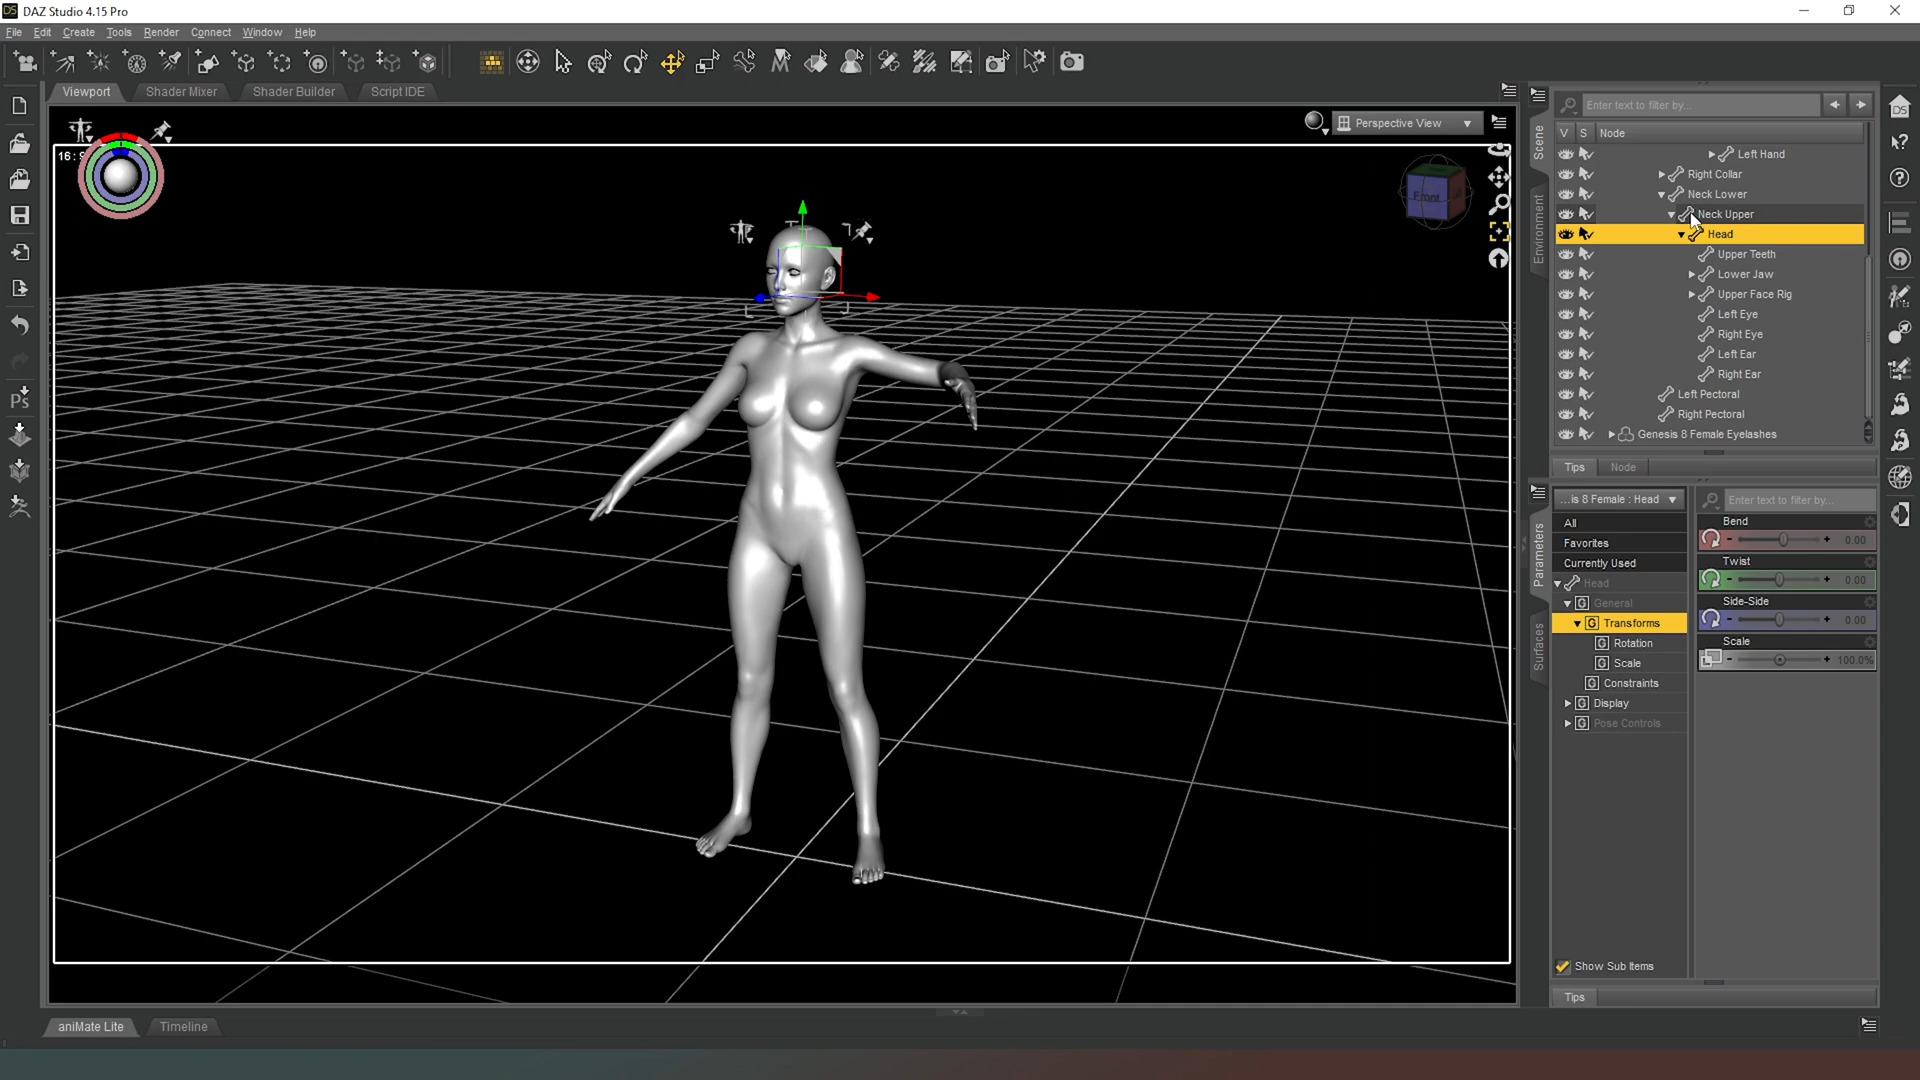 DAZ Studio 4.15 Pro
File Edit Create Tools Render Connect Window Help
Viewport Shader Mixer Shader Builder Script IDE
Perspective View
Front
Scene
Environment
Enter text to filter by...
V S Node
Left Hand
Right Collar
Neck Lower
Neck Upper
Head
Upper Teeth
Lower Jaw
Upper Face Rig
Left Eye
Right Eye
Left Ear
Right Ear
Left Pectoral
Right Pectoral
Genesis 8 Female Eyelashes
Tips Node
Parameters
Surfaces
...is 8 Female : Head
Enter text to filter by...
All
Favorites
Currently Used
Head
General
Transforms
Rotation
Scale
Constraints
Display
Pose Controls
Bend
0.00
Twist
0.00
Side-Side
0.00
Scale
100.0%
Show Sub Items
Tips
aniMate Lite Timeline
Ps
DS